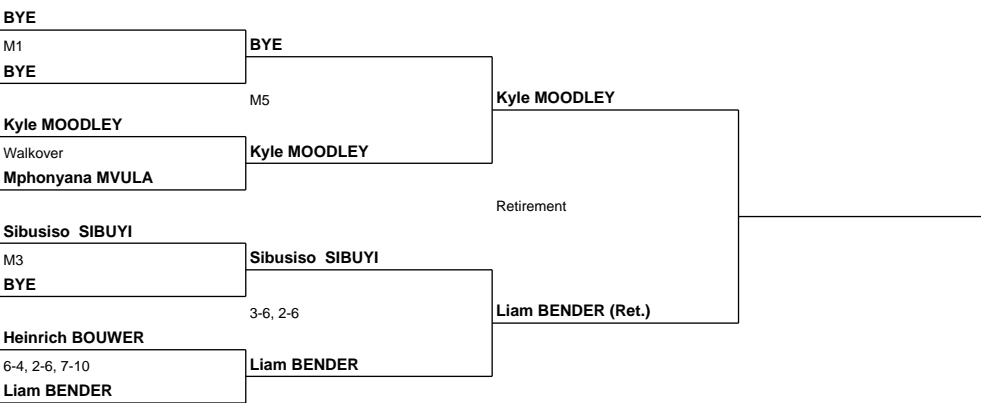 BYE
M1
BYE
BYE
M5
Kyle MOODLEY
Kyle MOODLEY
Walkover
Kyle MOODLEY
Mphonyana MVULA
Retirement
Sibusiso  SIBUYI
M3
Sibusiso  SIBUYI
BYE
3-6, 2-6
Liam BENDER (Ret.)
Heinrich BOUWER
6-4, 2-6, 7-10
Liam BENDER
Liam BENDER